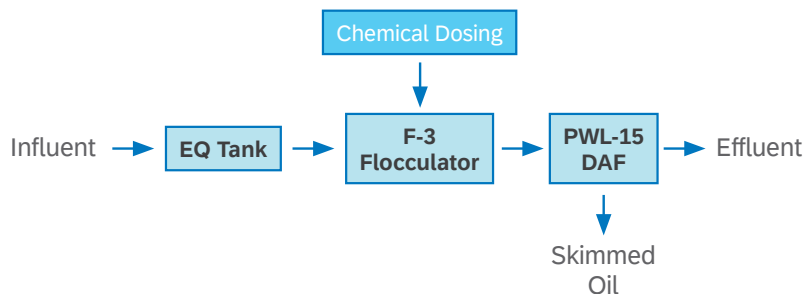 Chemical Dosing
Influent
EQ Tank
F-3
Flocculator
PWL-15
DAF
Effluent
Skimmed
Oil